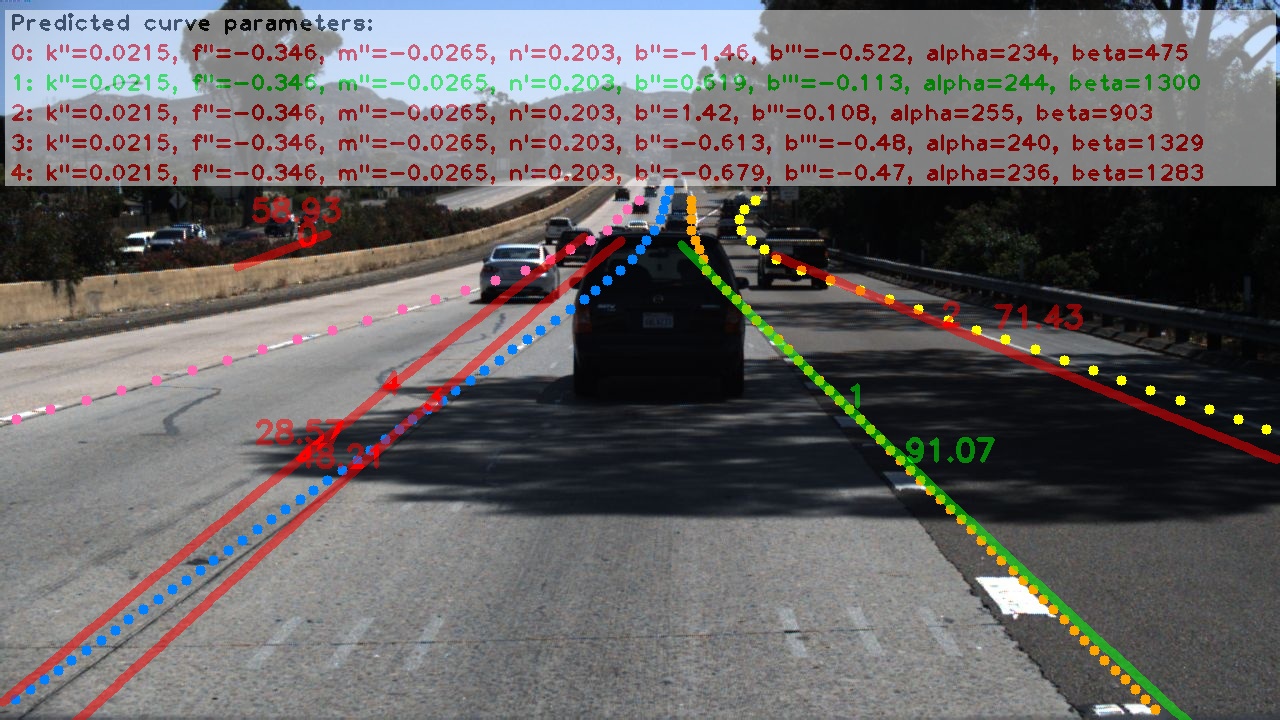 Predicted curve parameters:
0: k''=0.0215, f''=−0.346, m''=−0.0265, n'=0.203, b''=−1.46, b'''=−0.522, alpha=234, beta=475
1: k''=0.0215, f''=−0.346, m''=−0.0265, n'=0.203, b''=0.619, b'''=−0.113, alpha=244, beta=1300
2: k''=0.0215, f''=−0.346, m''=−0.0265, n'=0.203, b''=1.42, b'''=0.108, alpha=255, beta=903
3: k''=0.0215, f''=−0.346, m''=−0.0265, n'=0.203, b''=−0.613, b'''=−0.48, alpha=240, beta=1329
4: k''=0.0215, f''=−0.346, m''=−0.0265, n'=0.203, b''=−0.679, b'''=−0.47, alpha=236, beta=1283
58.93
0
2 71.43
4
3
1
28.57
91.07